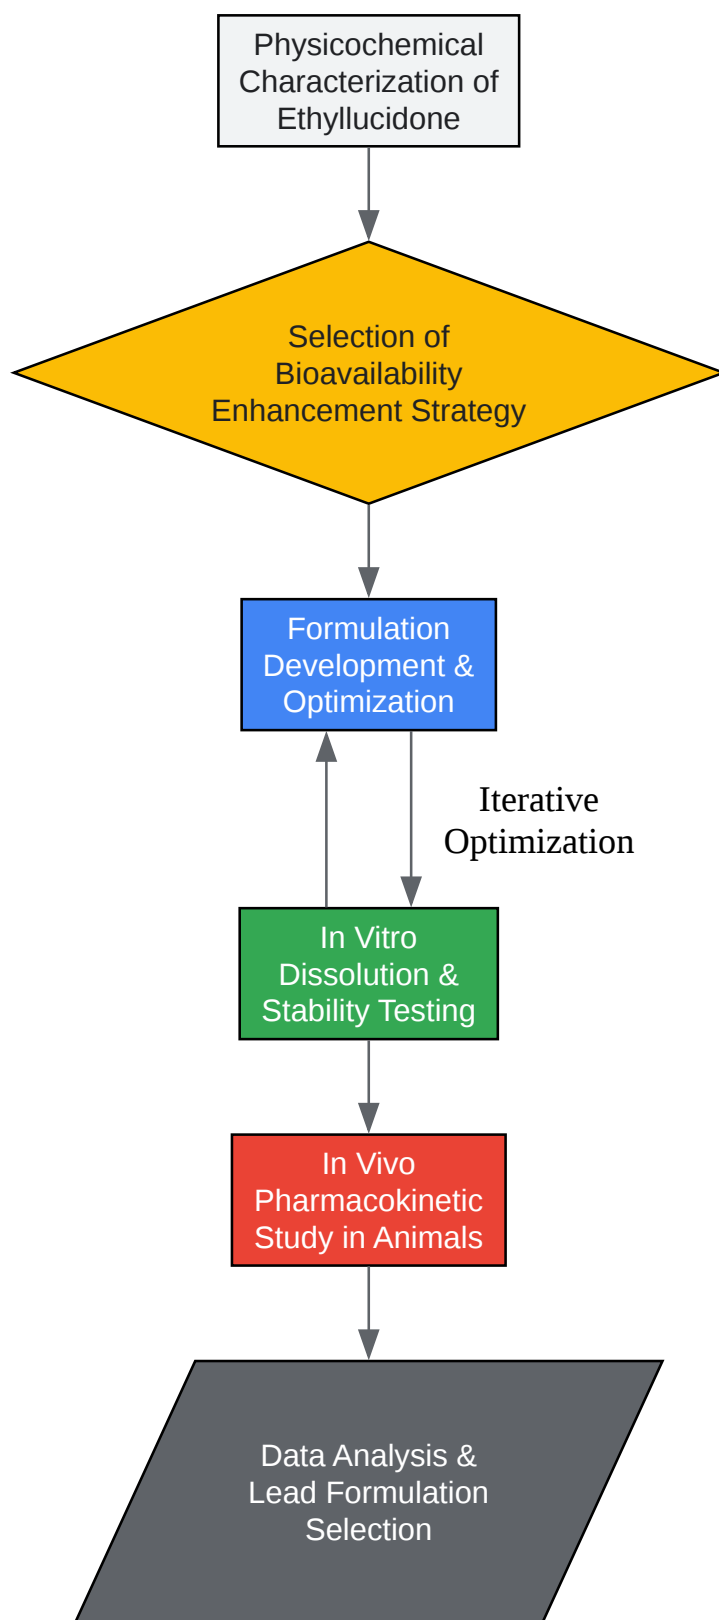 Physicochemical
Characterization of
Ethyllucidone
Selection of
Bioavailability
Enhancement Strategy
Formulation
Development &
Optimization
Iterative
Optimization
In Vitro
Dissolution &
Stability Testing
In Vivo
Pharmacokinetic
Study in Animals
Data Analysis &
Lead Formulation
Selection